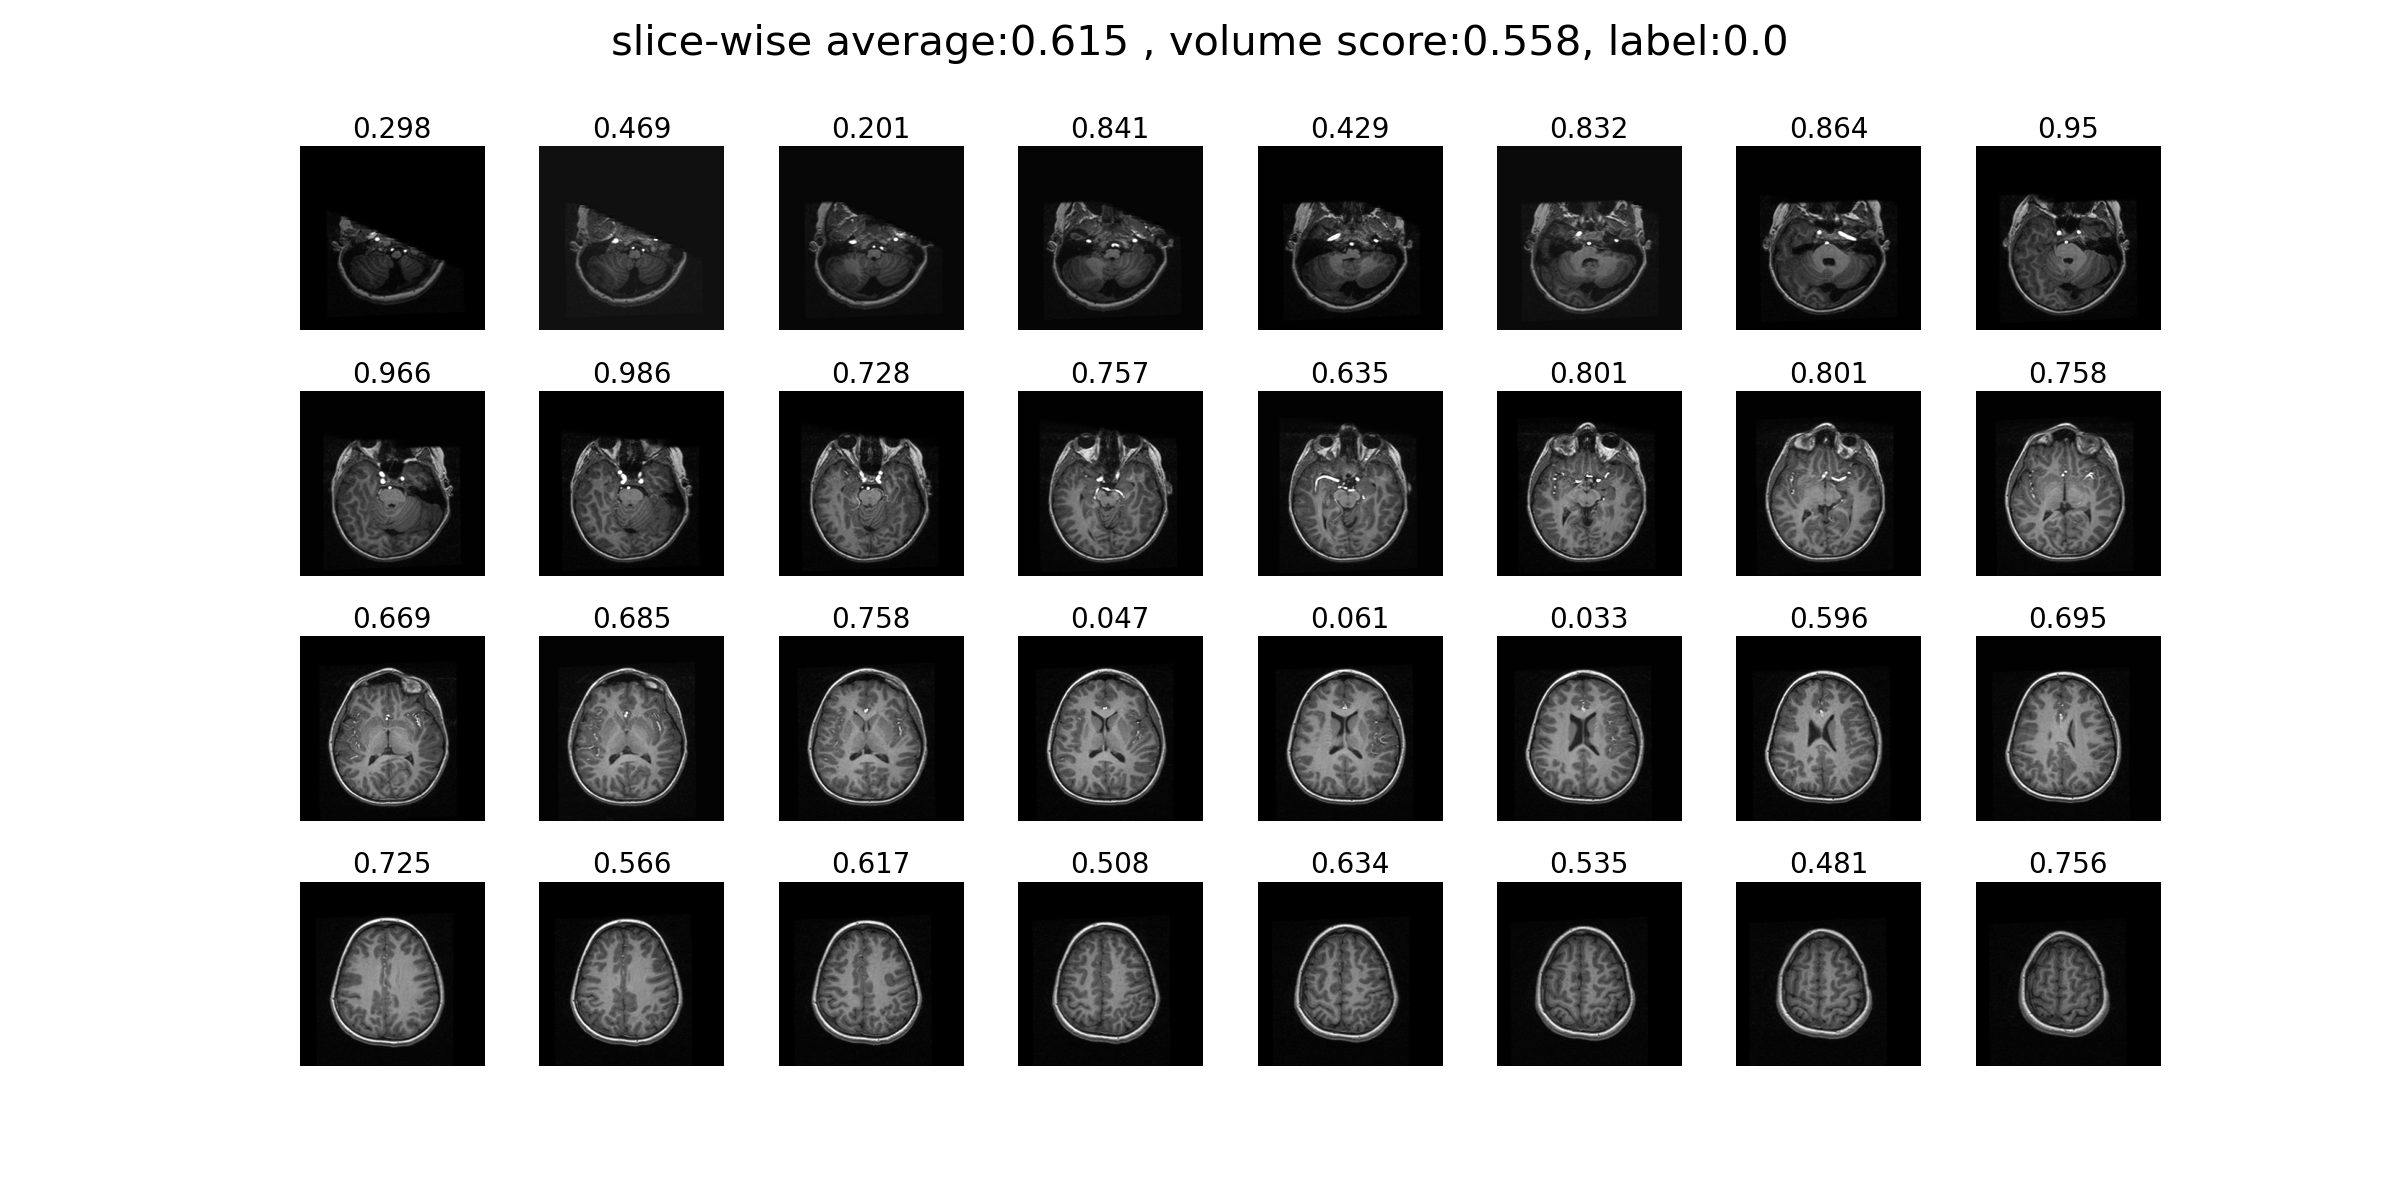 slice-wise average:0.615 , volume score:0.558, label:0.0
0.298 0.469 0.201 0.841 0.429 0.832 0.864 0.95
0.966 0.986 0.728 0.757 0.635 0.801 0.801 0.758
0.669 0.685 0.758 0.047 0.061 0.033 0.596 0.695
0.725 0.566 0.617 0.508 0.634 0.535 0.481 0.756